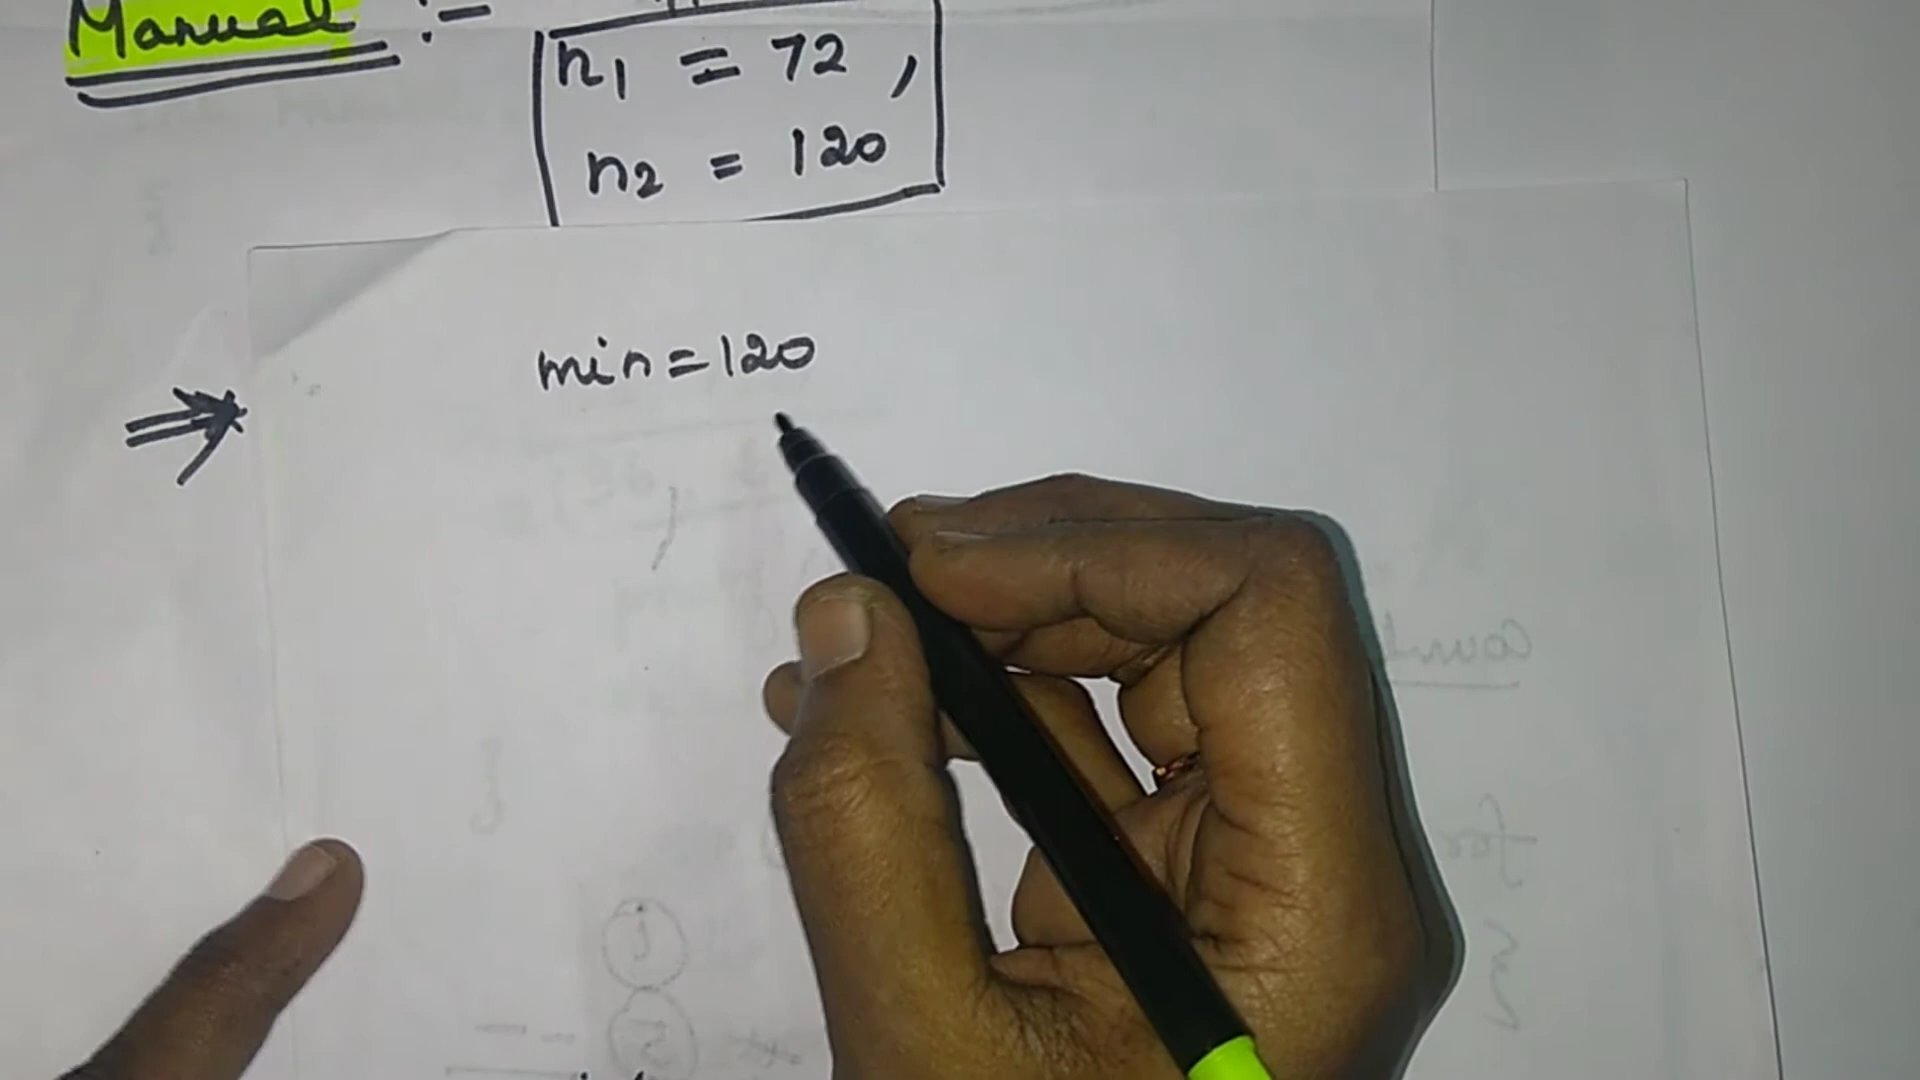 Manual :-
n1 = 72 ,
n2 = 120
⇒ min = 120